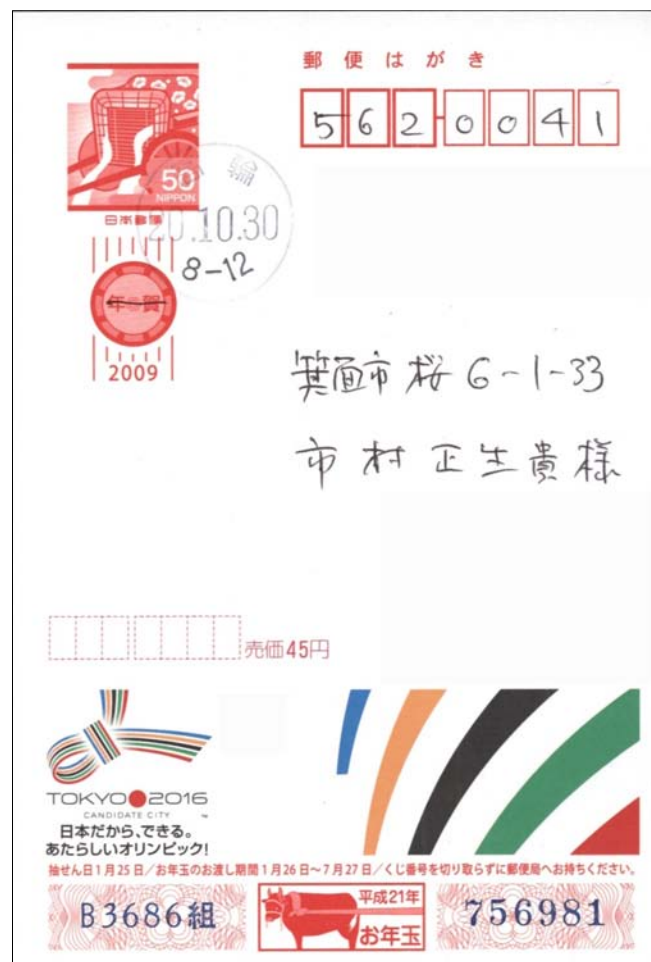 郵便はがき
5620041
50
NIPPON
日本郵便
輪
20.10.30
8-12
年賀
2009
箕面市桜6-1-33
市村正生貴様
売価45円
TOKYO 2016
CANDIDATE CITY
TM
日本だから、できる。
あたらしいオリンピック!
抽せん日1月25日/お年玉のお渡し期間1月26日～7月27日/くじ番号を切り取らずに郵便局へお持ちください。
B3686組
平成21年
お年玉
756981